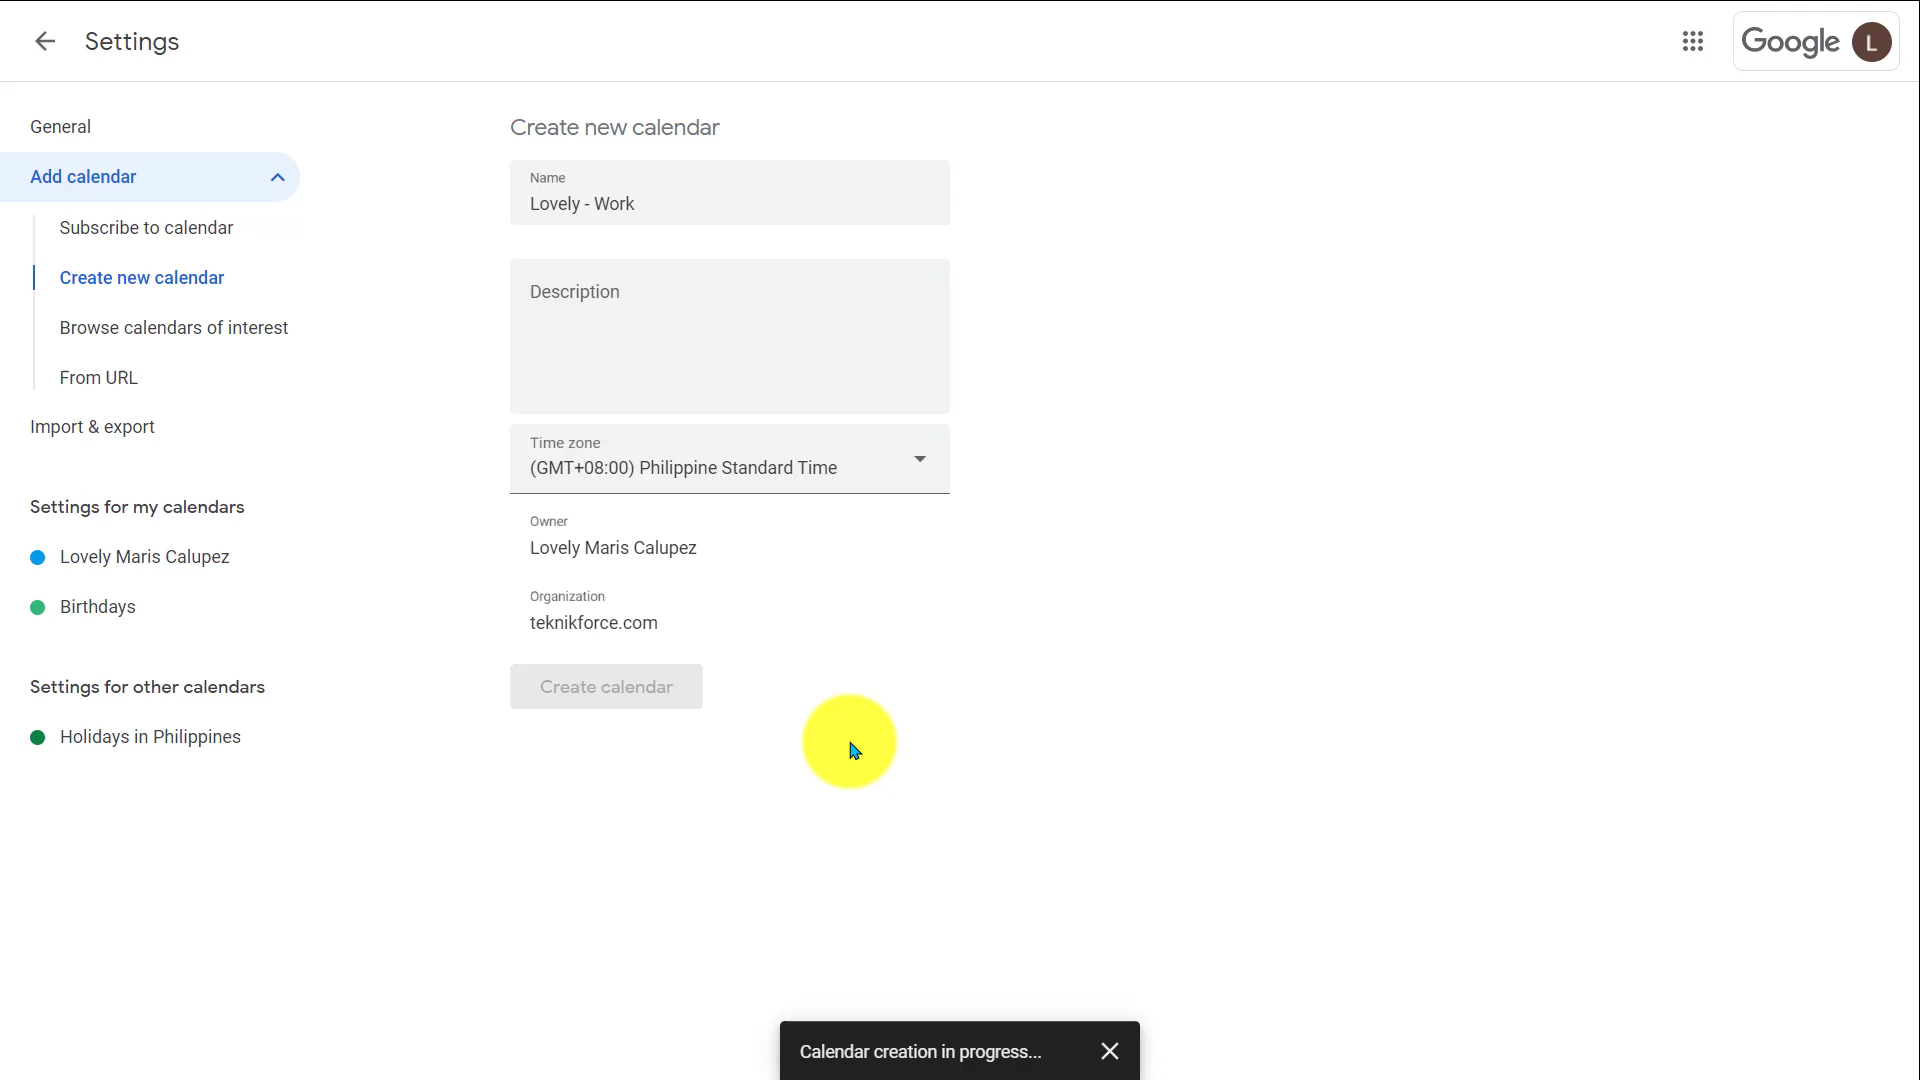 Settings
Google
L
General
Add calendar
Subscribe to calendar
Create new calendar
Browse calendars of interest
From URL
Import & export
Settings for my calendars
Lovely Maris Calupez
Birthdays
Settings for other calendars
Holidays in Philippines
Create new calendar
Name
Lovely - Work
Description
Time zone
(GMT+08:00) Philippine Standard Time
Owner
Lovely Maris Calupez
Organization
teknikforce.com
Create calendar
Calendar creation in progress...